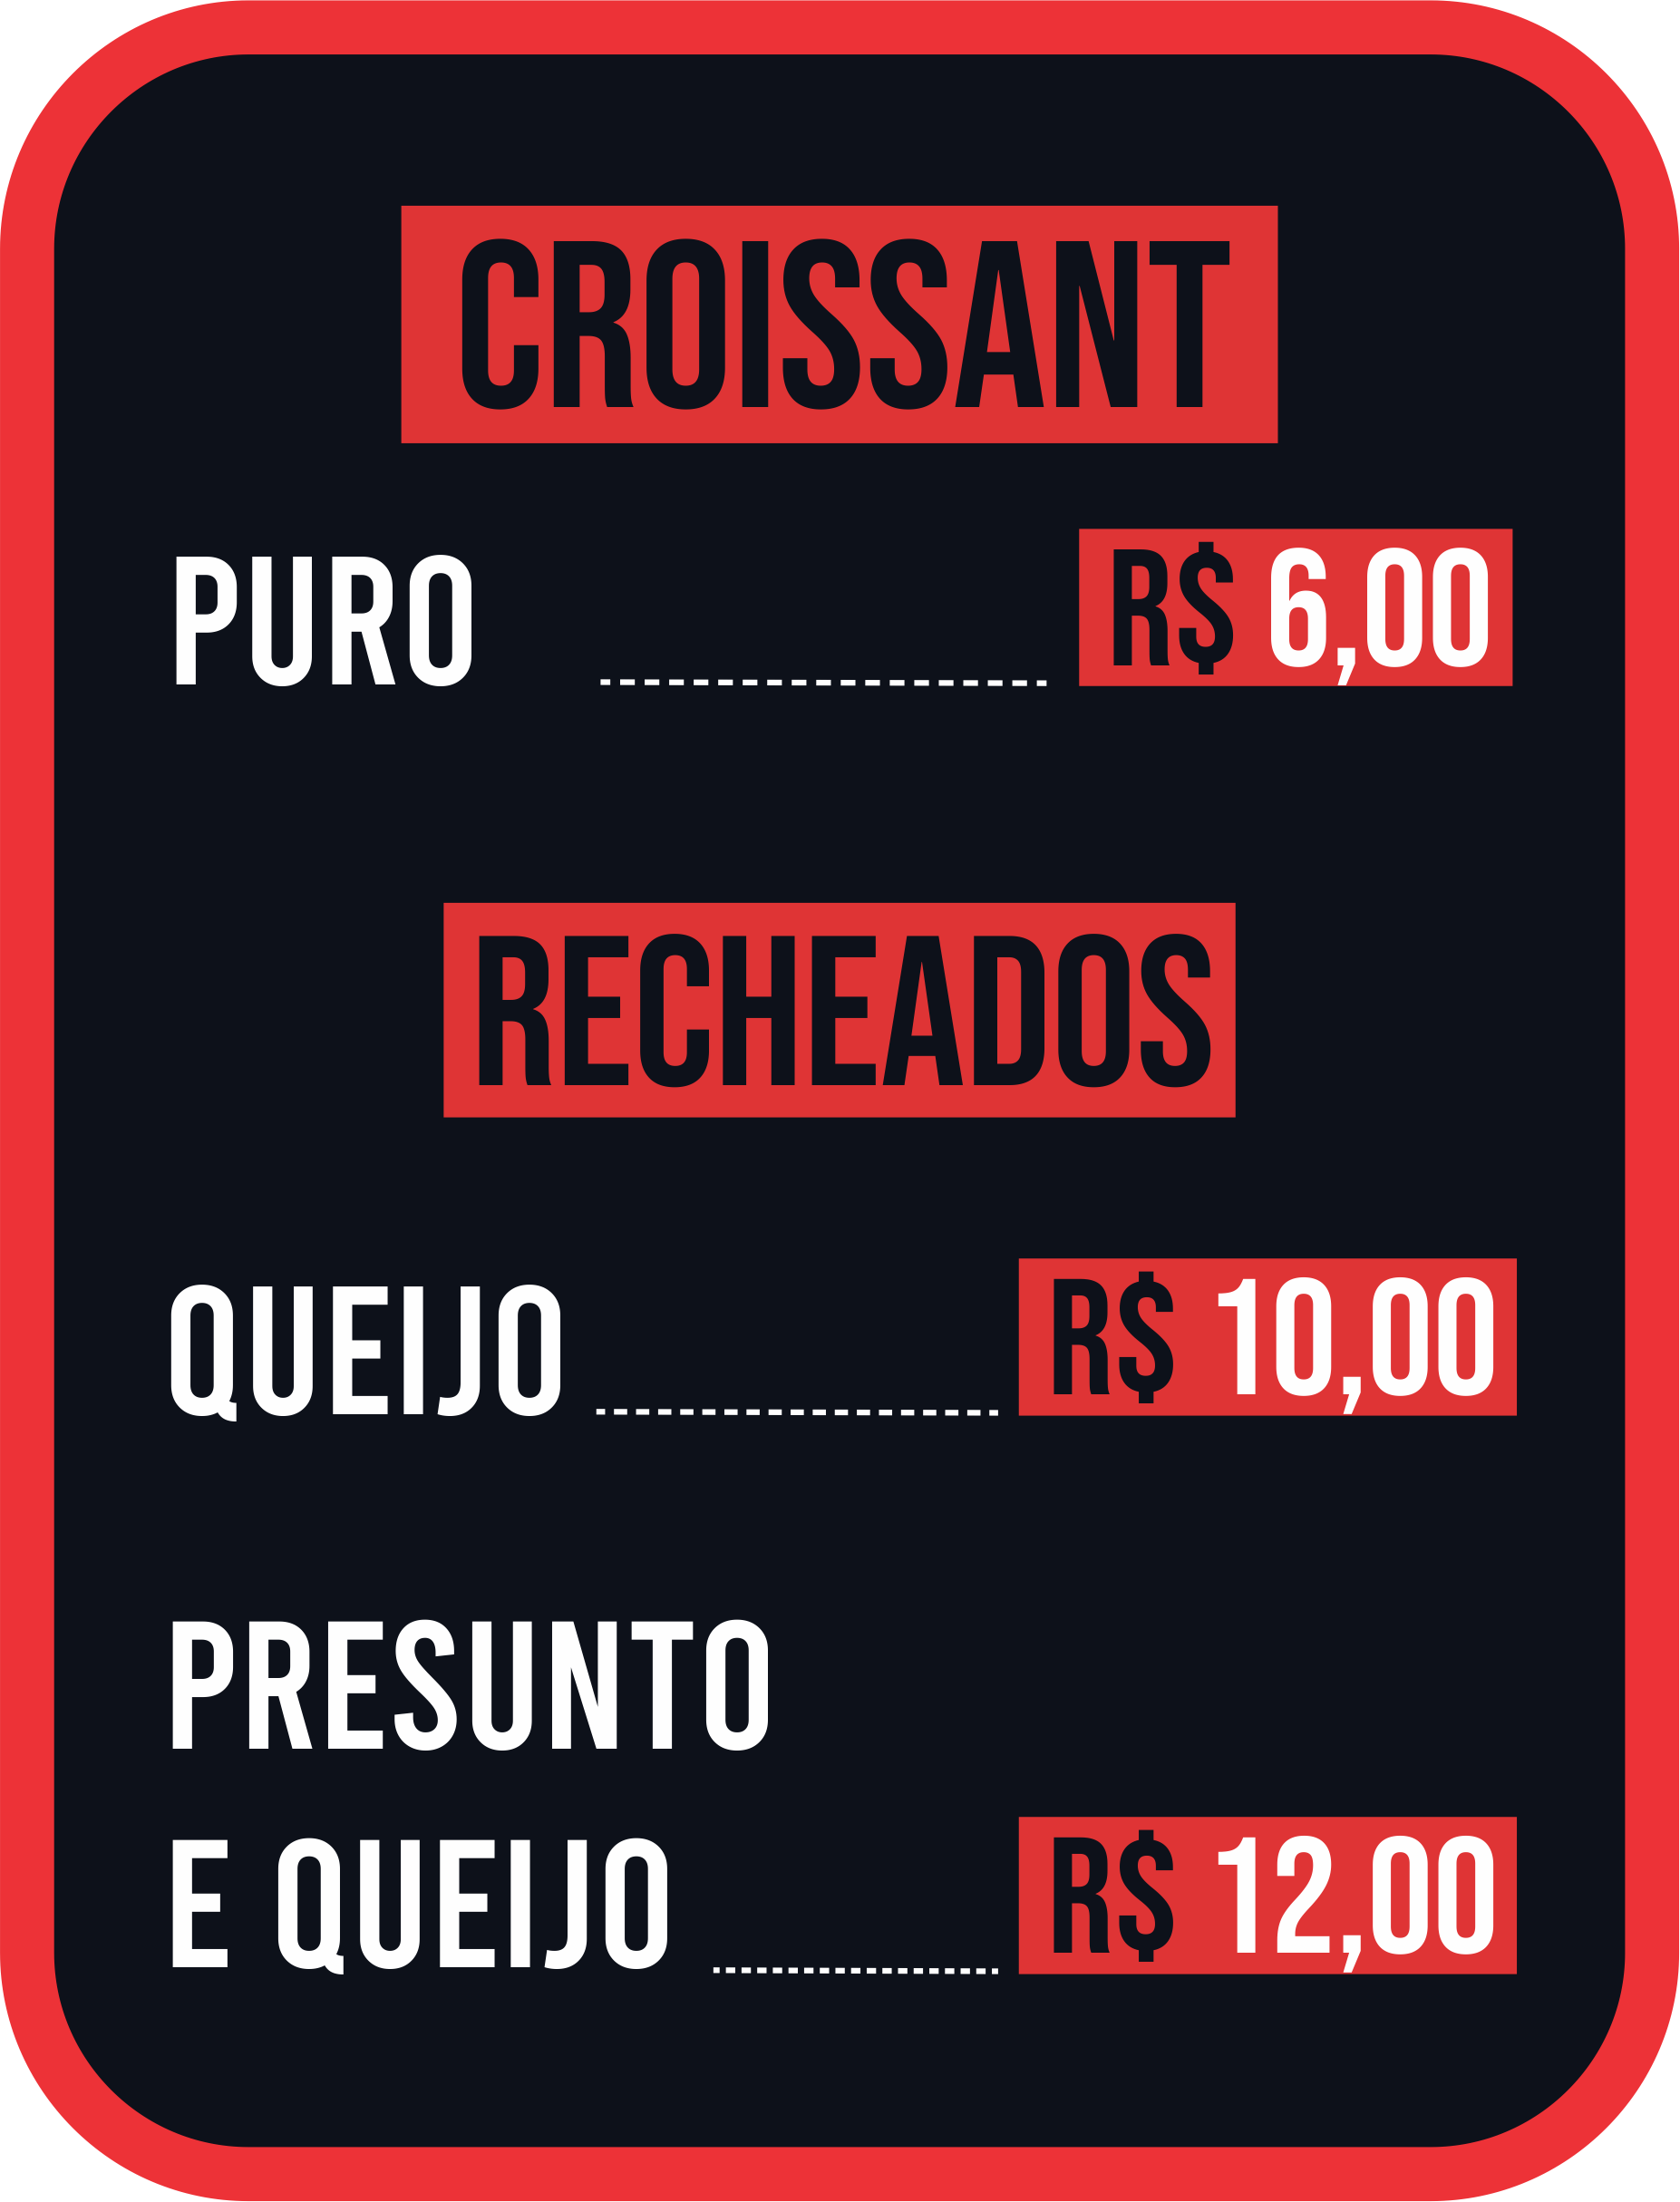 CROISSANT
PURO R$ 6,00
RECHEADOS
QUEIJO R$ 10,00
PRESUNTO
E QUEIJO R$ 12,00